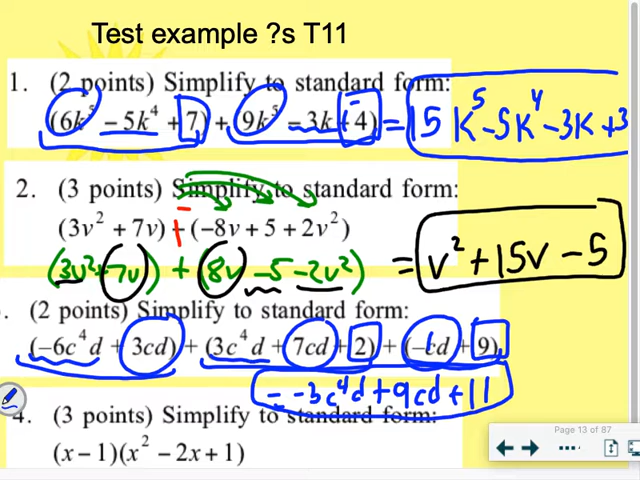 Test example ?s T11
1. (2 points) Simplify to standard form:
(6k⁵ − 5k⁴ + 7) + (9k⁵ − 3k − 4) = 15k⁵ − 5k⁴ − 3k + 3
2. (3 points) Simplify to standard form:
(3v² + 7v) − (−8v + 5 + 2v²)
(3v² + 7v) + (8v − 5 − 2v²) = v² + 15v − 5
. (2 points) Simplify to standard form:
(−6c⁴d + 3cd) + (3c⁴d + 7cd + 2) + (−cd + 9)
= −3c⁴d + 9cd + 11
4. (3 points) Simplify to standard form:
(x − 1)(x² − 2x + 1)
Page 13 of 87